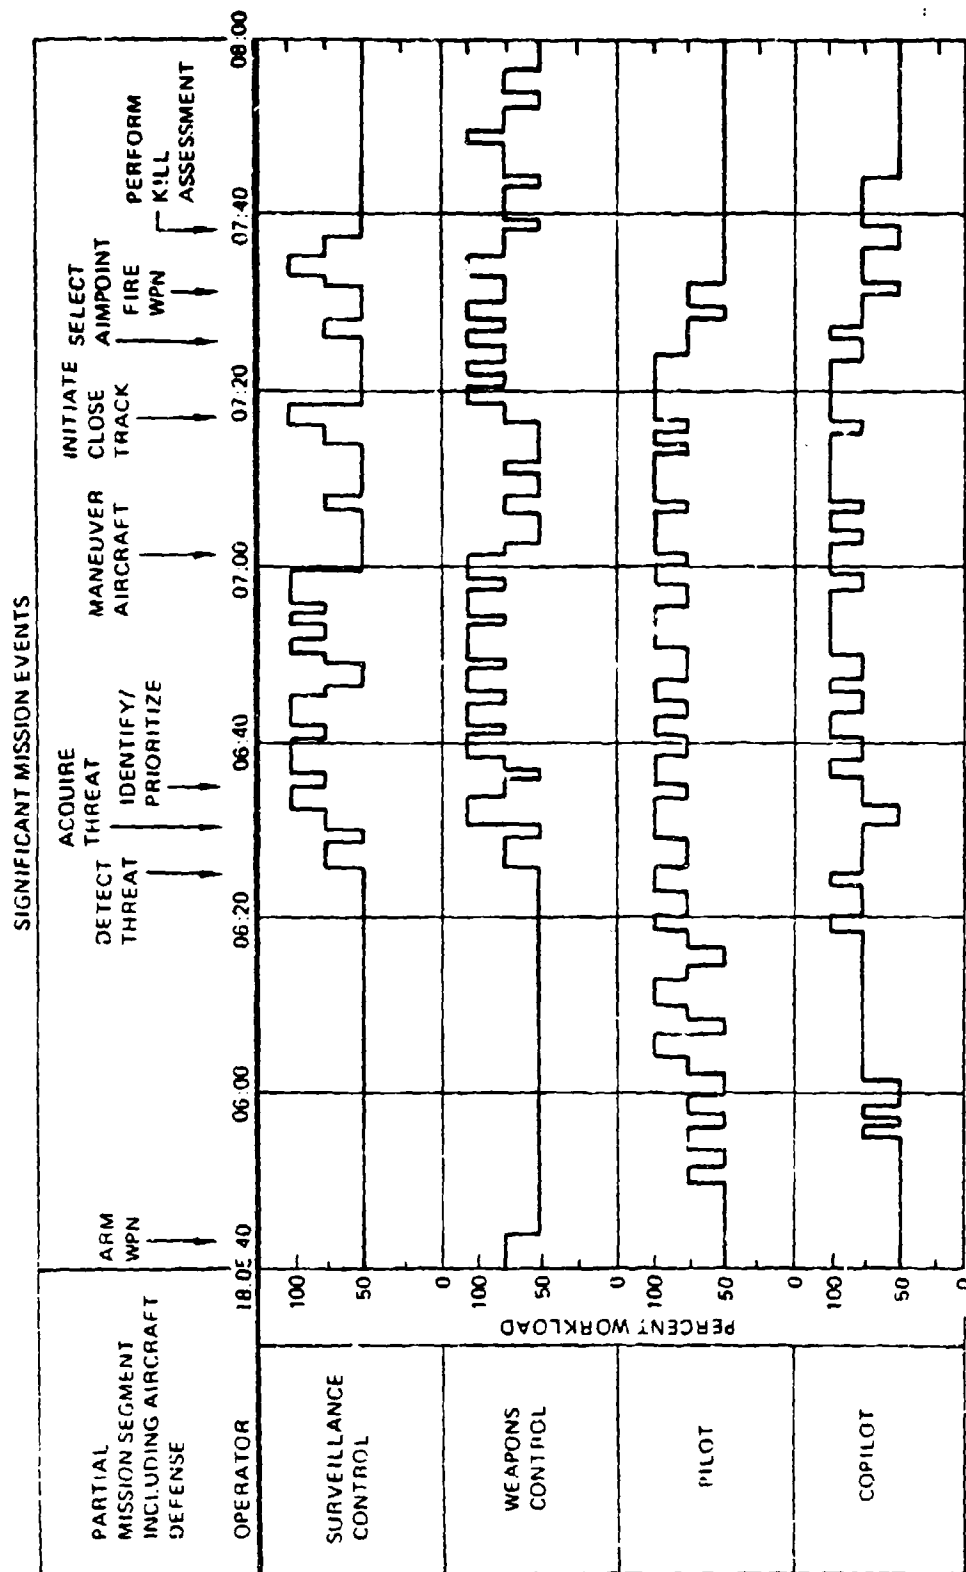 SIGNIFICANT MISSION EVENTS
PARTIAL
MISSION SEGMENT
INCLUDING AIRCRAFT
DEFENSE
ARM
WPN
DETECT
THREAT
ACQUIRE
THREAT
IDENTIFY/
PRIORITIZE
MANEUVER
AIRCRAFT
INITIATE
CLOSE
TRACK
SELECT
AIMPOINT
FIRE
WPN
PERFORM
KILL
ASSESSMENT
OPERATOR
18.05 40
06:00
06:20
06:40
07:00
07:20
07:40
08:00
SURVEILLANCE
CONTROL
100
50
0
WEAPONS
CONTROL
100
50
0
PILOT
100
50
0
COPILOT
100
50
0
PERCENT WORKLOAD